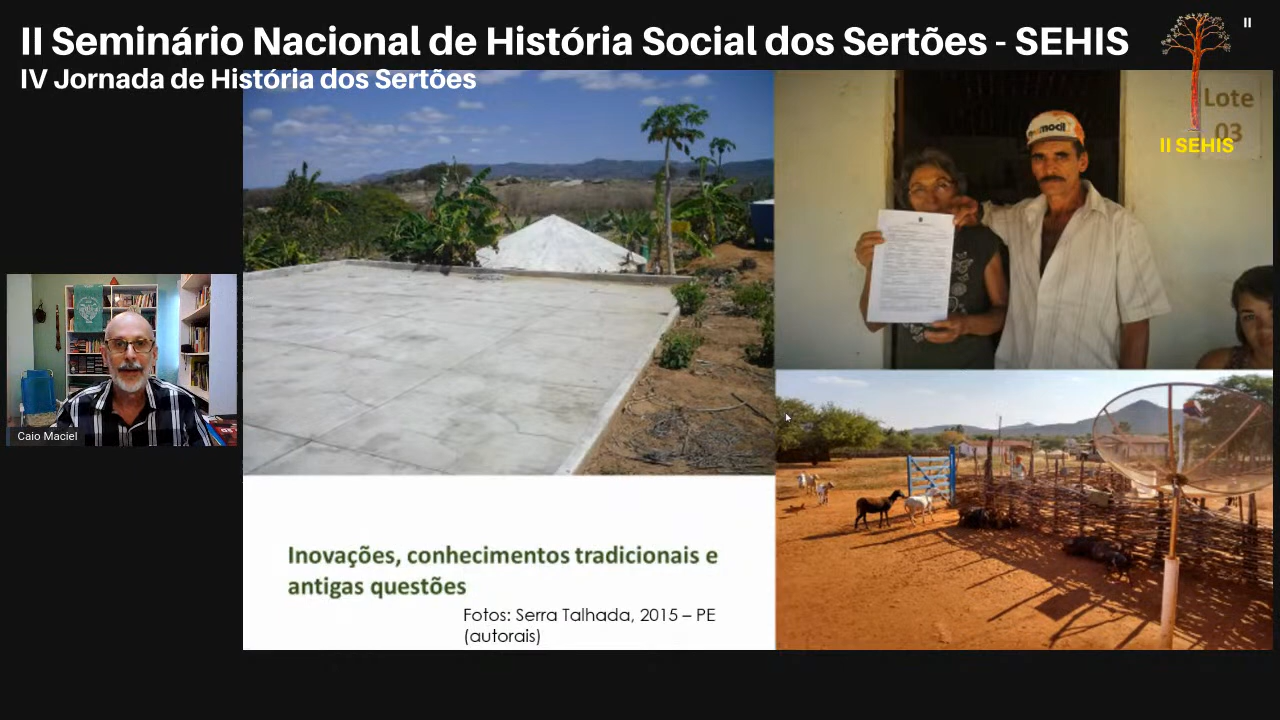 II Seminário Nacional de História Social dos Sertões - SEHIS
IV Jornada de História dos Sertões
II
Lote
03
II SEHIS
Caio Maciel
Inovações, conhecimentos tradicionais e
antigas questões
Fotos: Serra Talhada, 2015 – PE
(autorais)